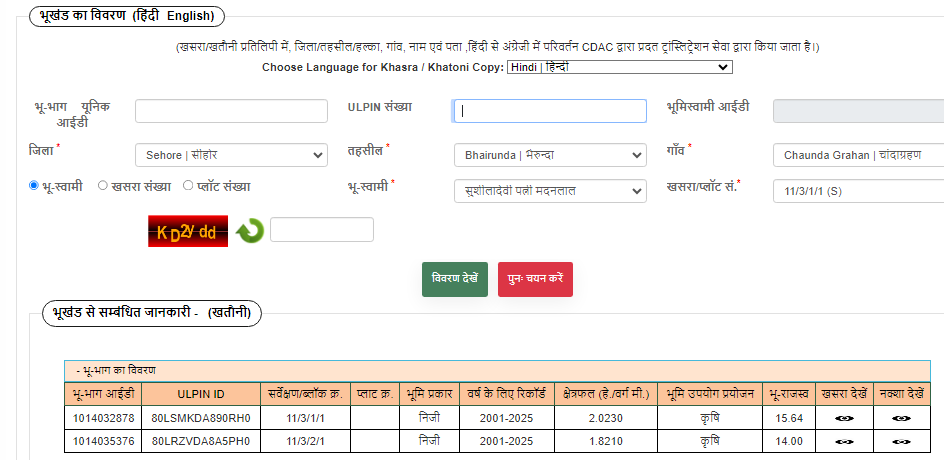 भूखंड का विवरण (हिंदी English)
(खसरा/खतौनी प्रतिलिपी में, जिला/तहसील/हल्का, गांव, नाम एवं पता ,हिंदी से अंग्रेजी में परिवर्तन CDAC द्वारा प्रदत ट्रांस्लिट्रेशन सेवा द्वारा किया जाता है।)
Choose Language for Khasra / Khatoni Copy: Hindi | हिन्दी
भू-भाग यूनिक आईडी ULPIN संख्या भूमिस्वामी आईडी
जिला * Sehore | सीहोर तहसील * Bhairunda | भैरुन्दा गाँव * Chaunda Grahan | चांदाग्रहण
भू-स्वामी खसरा संख्या प्लॉट संख्या भू-स्वामी * सुशीलादेवी पत्नी मदनलाल खसरा/प्लॉट सं.* 11/3/1/1 (S)
KD2y dd
विवरण देखें पुनः चयन करें
भूखंड से सम्बंधित जानकारी - (खतौनी)
- भू-भाग का विवरण
भू-भाग आईडी ULPIN ID सर्वेक्षण/ब्लॉक क्र. प्लाट क्र. भूमि प्रकार वर्ष के लिए रिकॉर्ड क्षेत्रफल (हे./वर्ग मी.) भूमि उपयोग प्रयोजन भू-राजस्व खसरा देखें नक्शा देखें
1014032878 80LSMKDA890RH0 11/3/1/1 निजी 2001-2025 2.0230 कृषि 15.64
1014035376 80LRZVDA8A5PH0 11/3/2/1 निजी 2001-2025 1.8210 कृषि 14.00